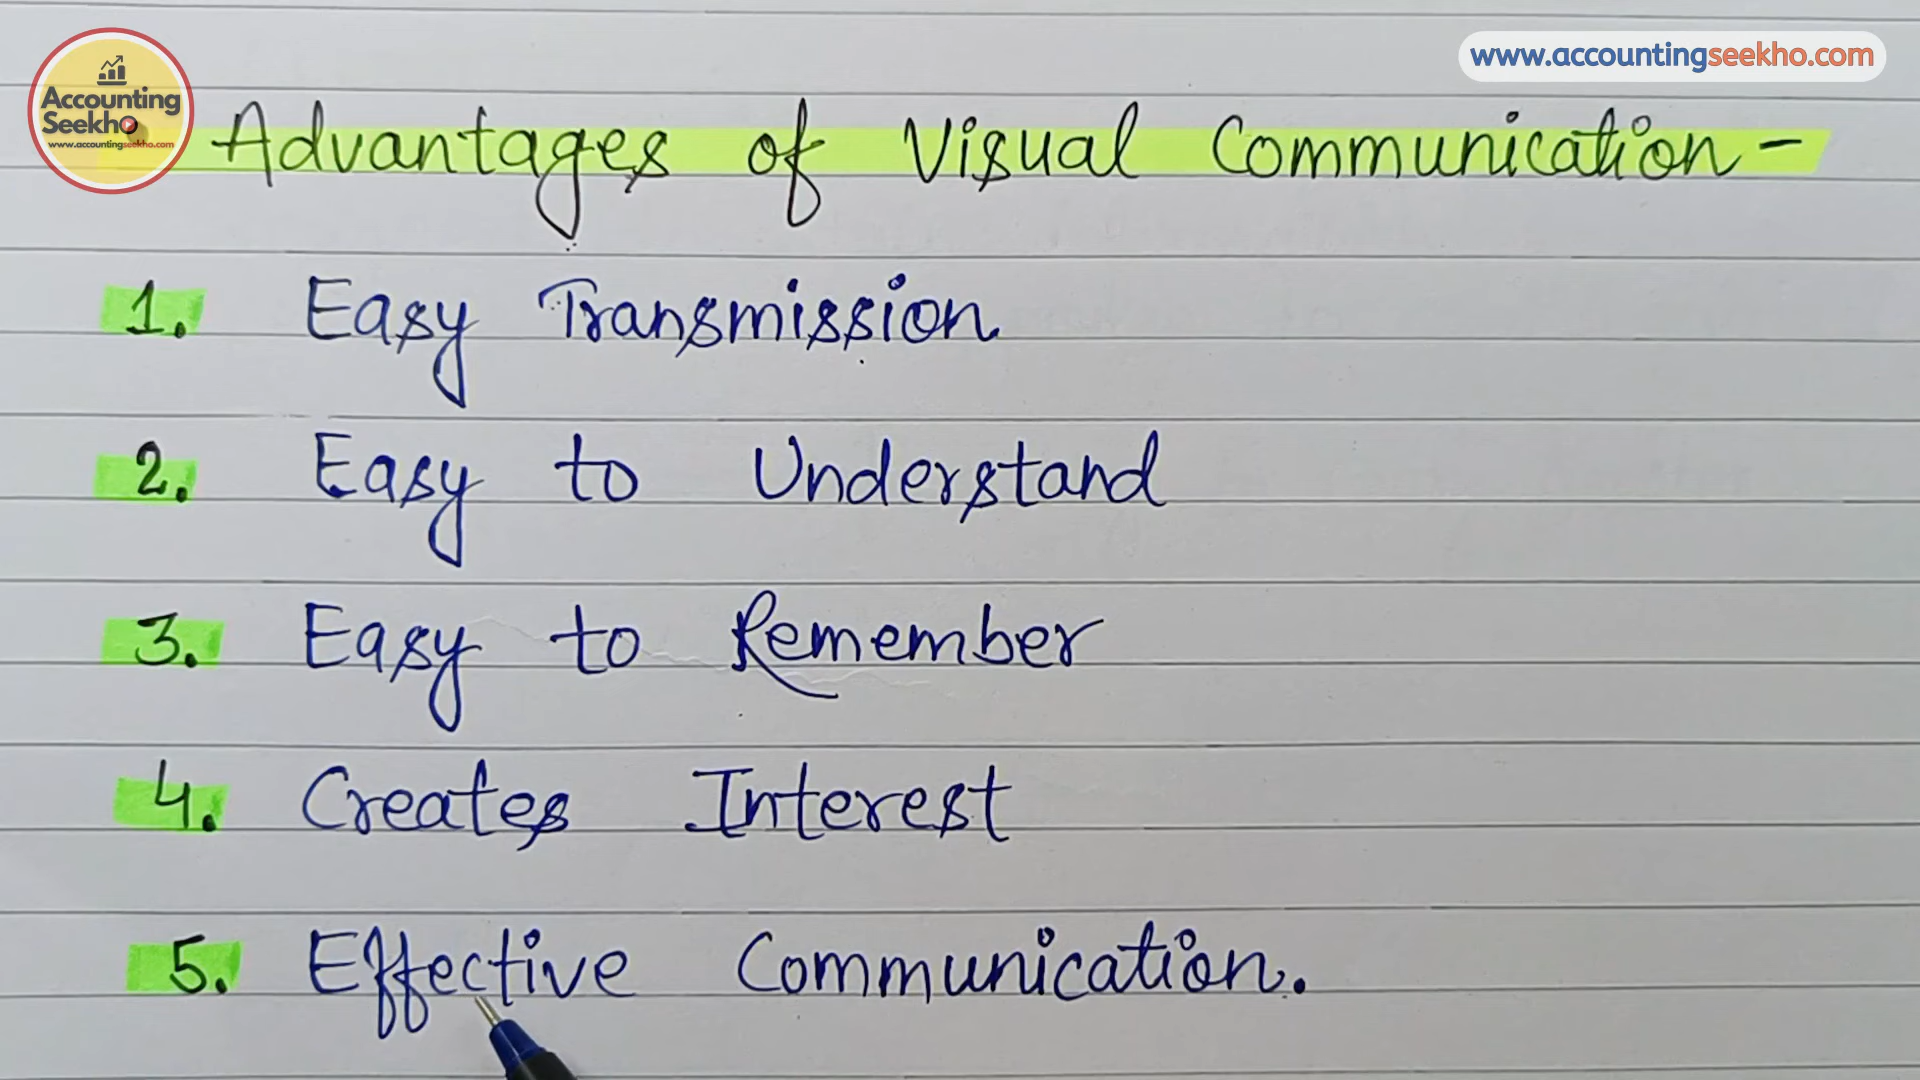 Accounting
Seekho
www.accountingseekho.com
www.accountingseekho.com
Advantages of Visual Communication -
1. Easy Transmission
2. Easy to Understand
3. Easy to Remember
4. Creates Interest
5. Effective Communication.